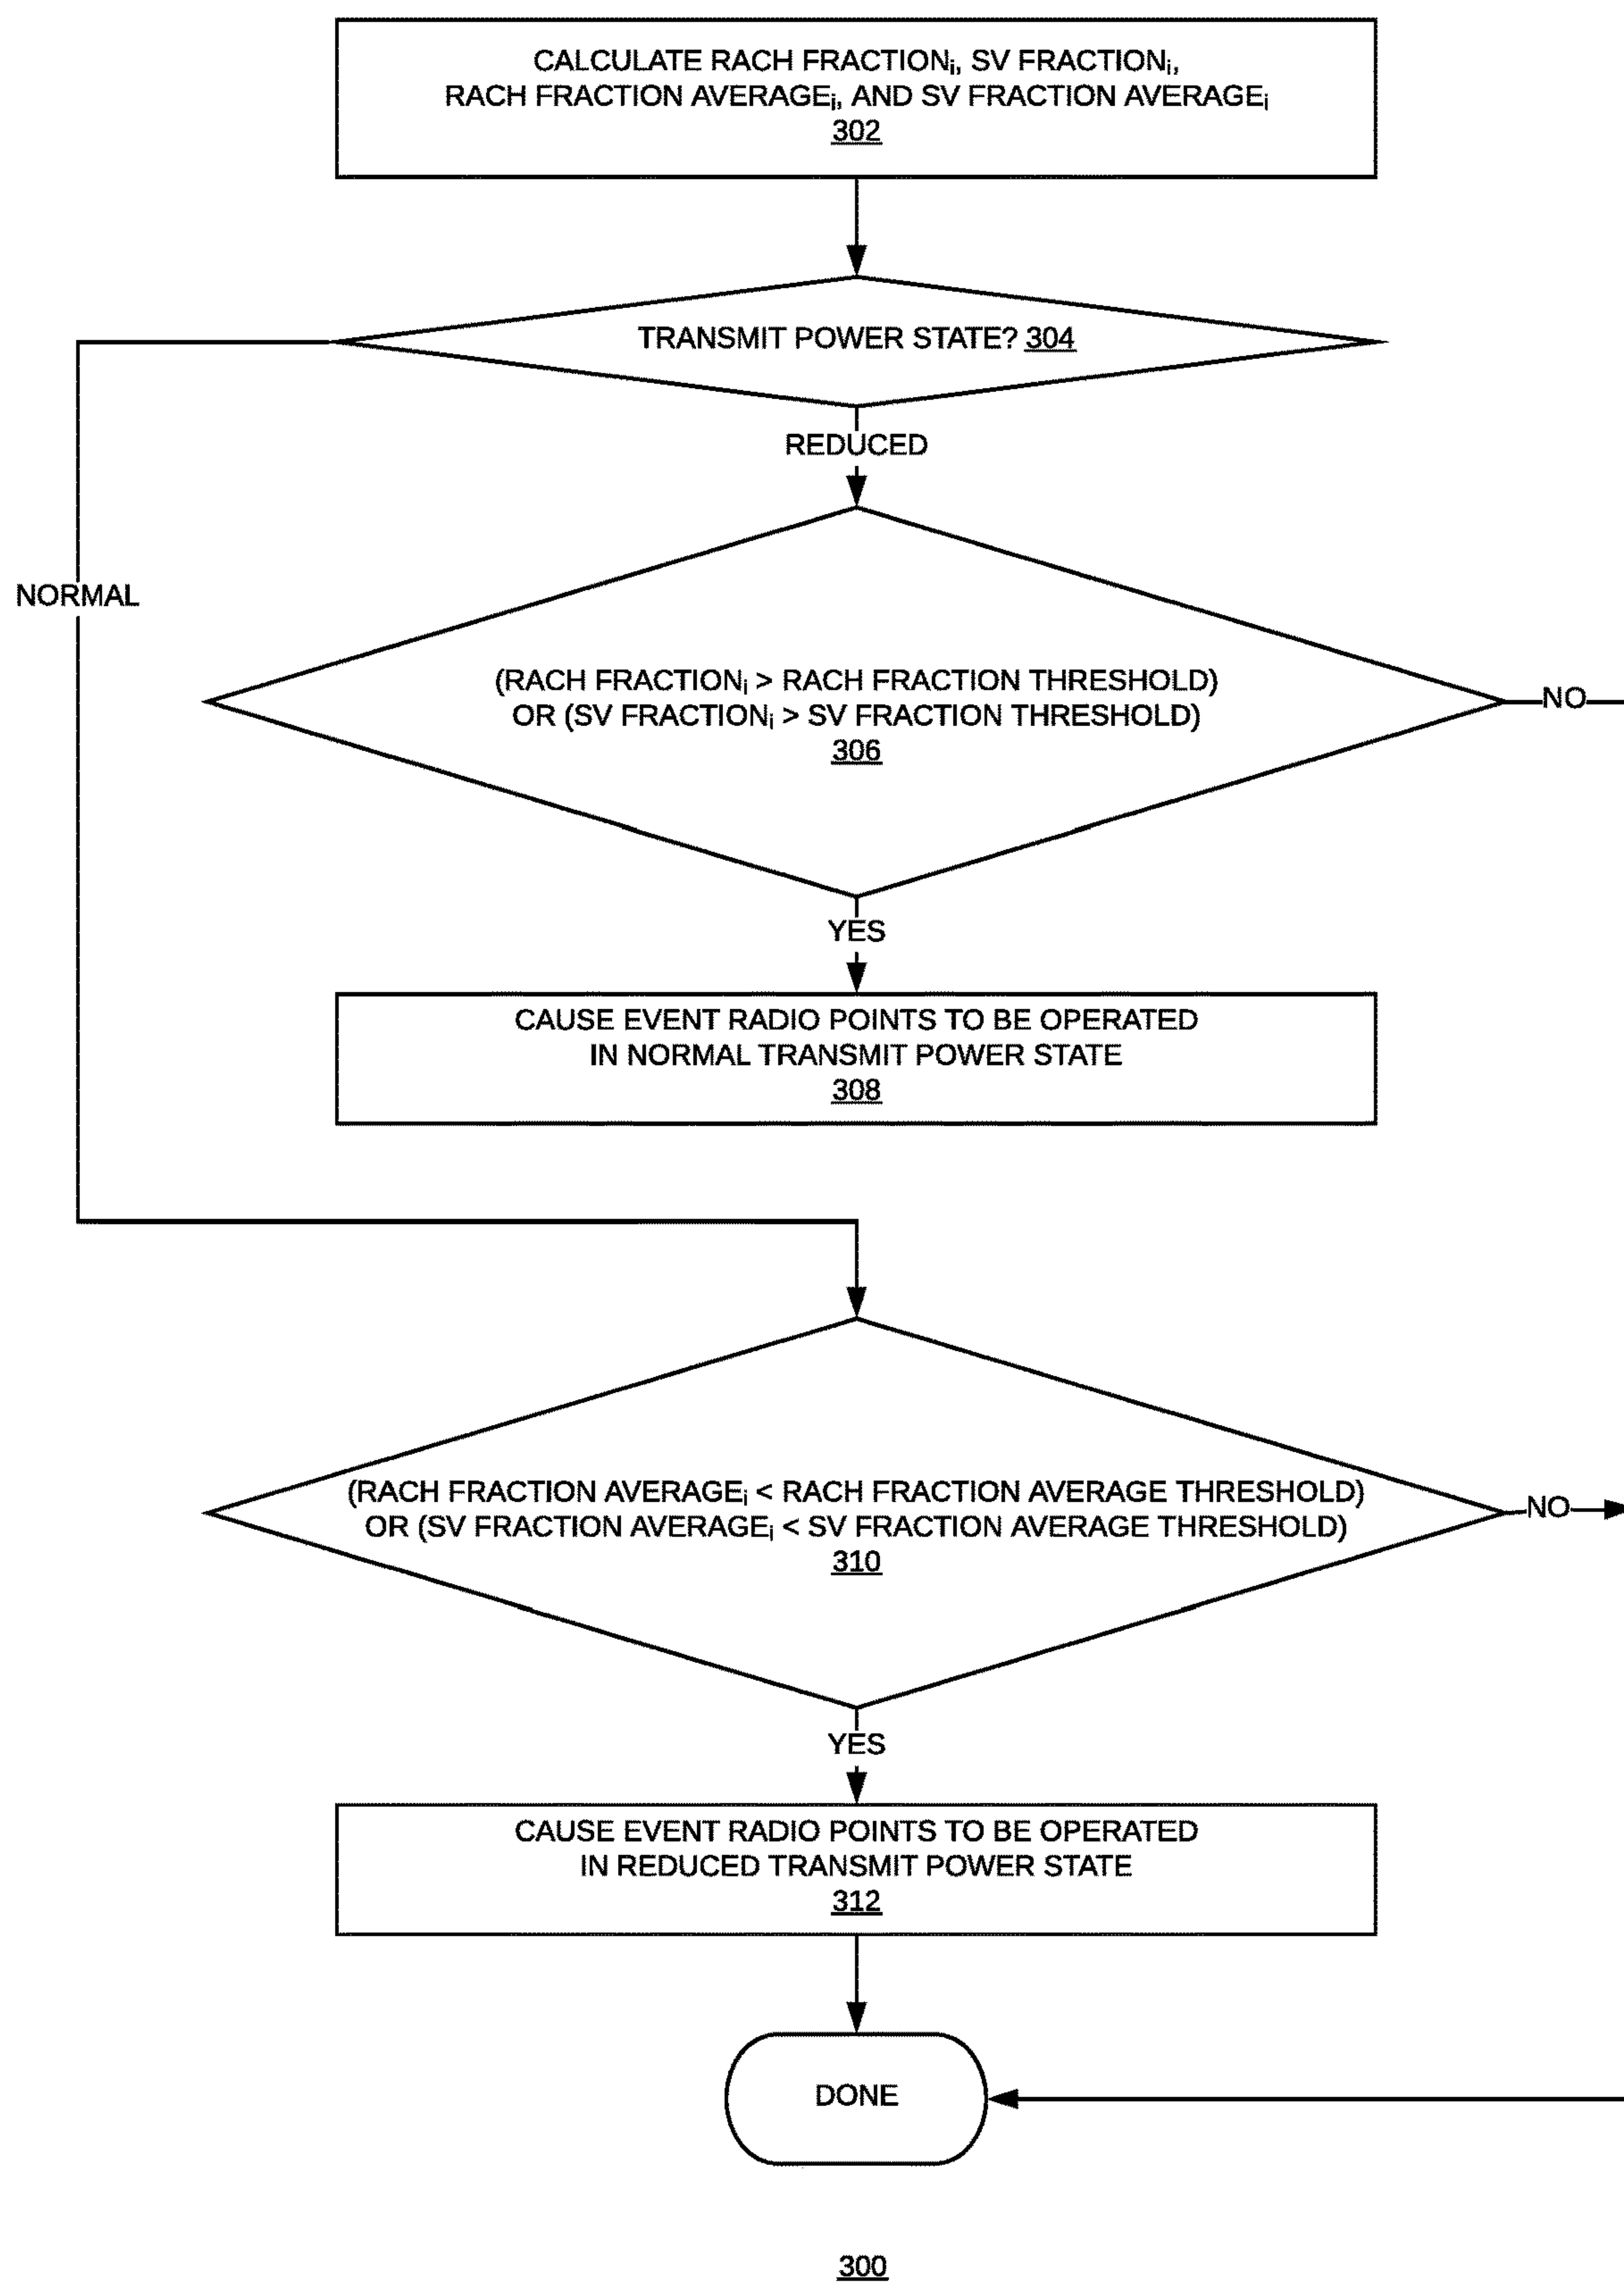 CALCULATE RACH FRACTIONi, SV FRACTIONi,
RACH FRACTION AVERAGEi, AND SV FRACTION AVERAGEi
302
TRANSMIT POWER STATE? 304
REDUCED
NORMAL
(RACH FRACTIONi > RACH FRACTION THRESHOLD)
OR (SV FRACTIONi > SV FRACTION THRESHOLD)
306
NO
YES
CAUSE EVENT RADIO POINTS TO BE OPERATED
IN NORMAL TRANSMIT POWER STATE
308
(RACH FRACTION AVERAGEi < RACH FRACTION AVERAGE THRESHOLD)
OR (SV FRACTION AVERAGEi < SV FRACTION AVERAGE THRESHOLD)
310
NO
YES
CAUSE EVENT RADIO POINTS TO BE OPERATED
IN REDUCED TRANSMIT POWER STATE
312
DONE
300